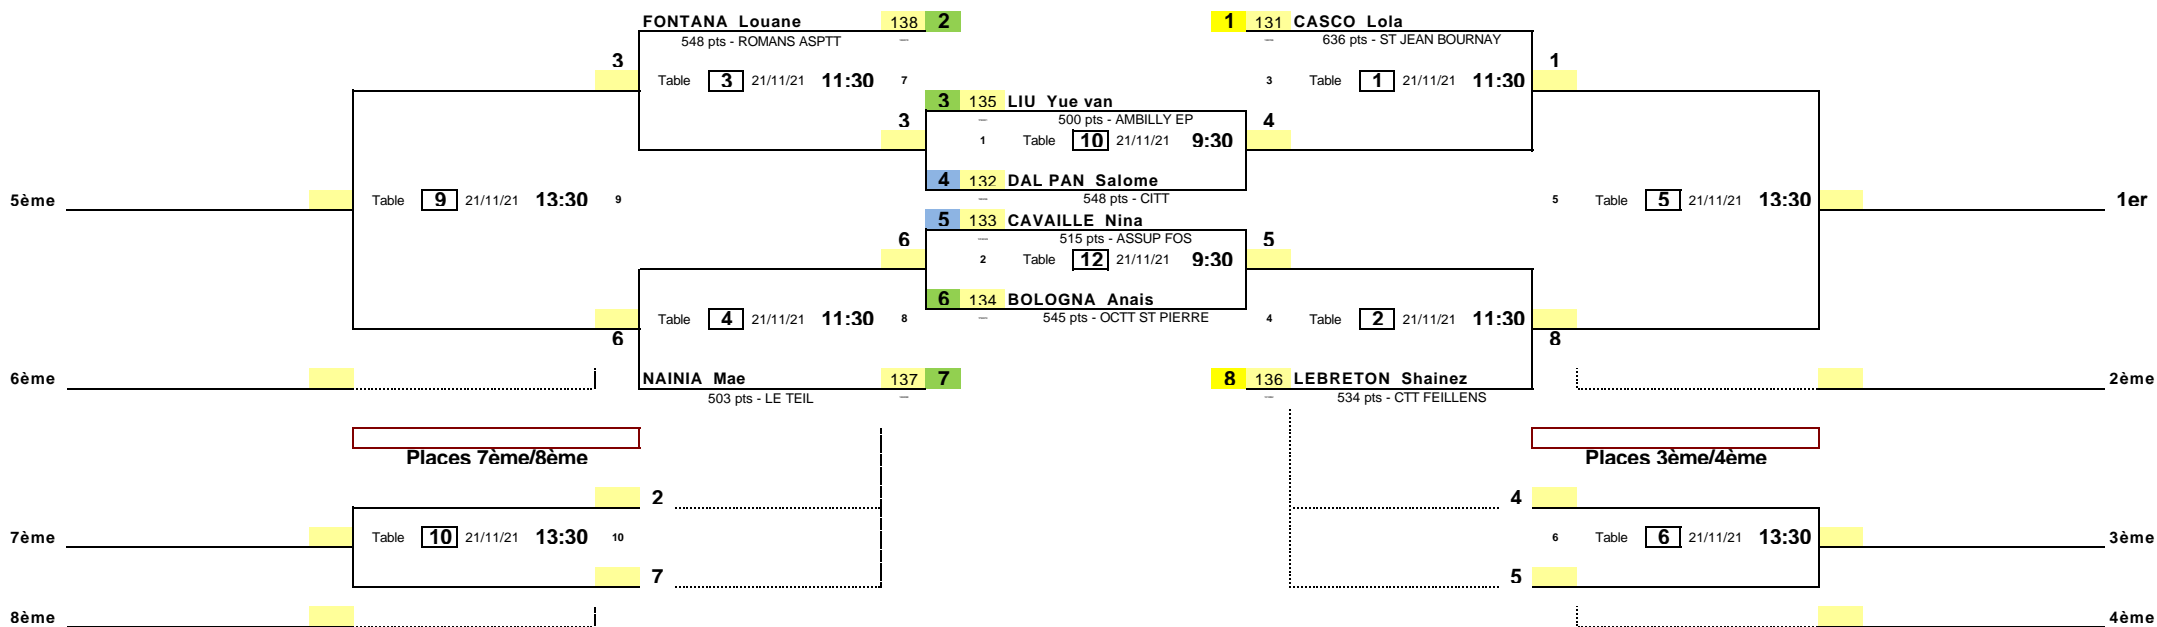 FONTANA Louane 138 2 1 131 CASCO Lola
548 pts - ROMANS ASPTT — — 636 pts - ST JEAN BOURNAY
3 1
Table 3 21/11/21 11:30 7 3 Table 1 21/11/21 11:30
3 135 LIU Yue van
3 — 500 pts - AMBILLY EP 4
1 Table 10 21/11/21 9:30
4 132 DAL PAN Salome
— 548 pts - CITT
5ème Table 9 21/11/21 13:30 9 5 Table 5 21/11/21 13:30 1er
5 133 CAVAILLE Nina
6 — 515 pts - ASSUP FOS 5
2 Table 12 21/11/21 9:30
6 134 BOLOGNA Anais
Table 4 21/11/21 11:30 8 — 545 pts - OCTT ST PIERRE 4 Table 2 21/11/21 11:30
6 8
6ème NAINIA Mae 137 7 8 136 LEBRETON Shainez 2ème
503 pts - LE TEIL — — 534 pts - CTT FEILLENS
Places 7ème/8ème Places 3ème/4ème
2 4
7ème Table 10 21/11/21 13:30 10 6 Table 6 21/11/21 13:30 3ème
7 5
8ème 4ème